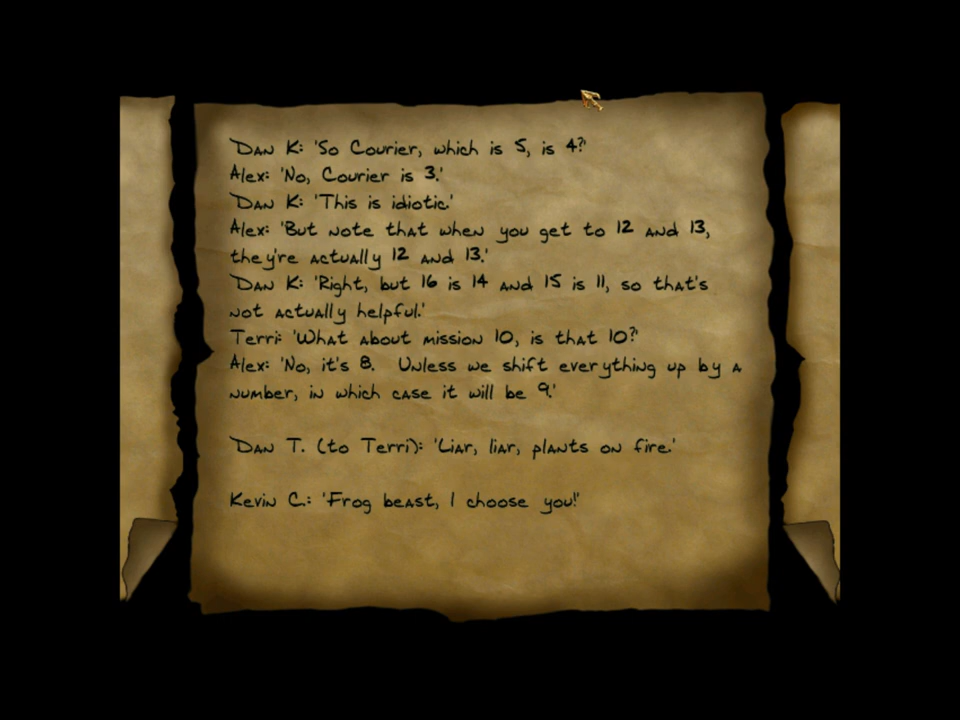 Dan K: 'So Courier, which is 5, is 4?'
Alex: 'No, Courier is 3.'
Dan K: 'This is idiotic.'
Alex: 'But note that when you get to 12 and 13,
they're actually 12 and 13.'
Dan K: 'Right, but 16 is 14 and 15 is 11, so that's
not actually helpful.'
Terri: 'What about mission 10, is that 10?'
Alex: 'No, it's 8.  Unless we shift everything up by a
number, in which case it will be 9.'
Dan T. (to Terri): 'Liar, liar, plants on fire.'
Kevin C.: 'Frog beast, I choose you!'